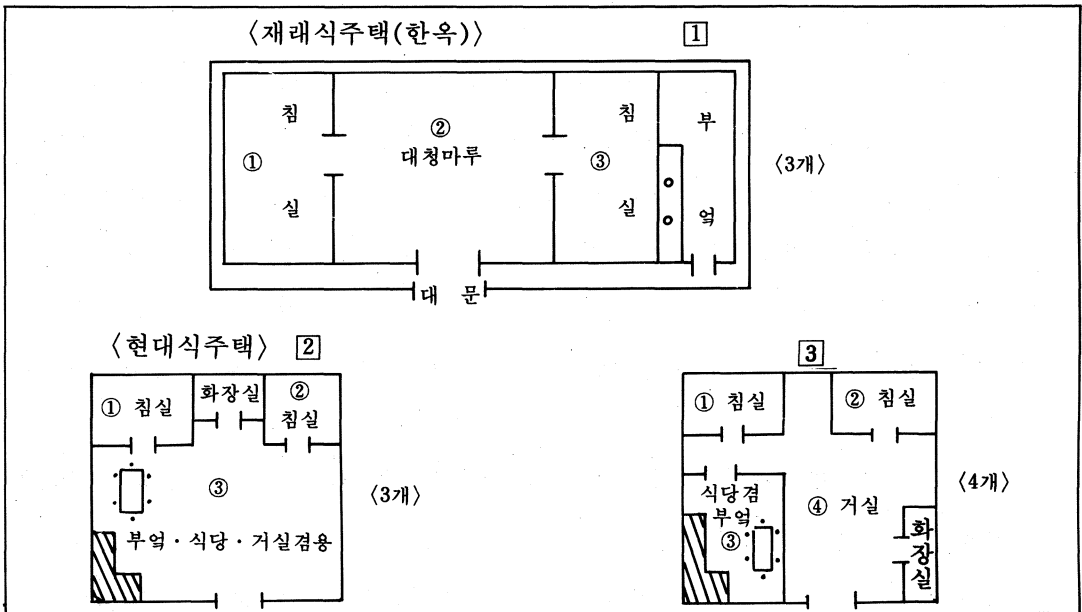 〈재래식주택(한옥)〉 1
침 ② 침 부
① 대청마루 ③ 〈3개〉
실 실 엌
대 문
〈현대식주택〉 2 3
① 침실 화장실 ② 침실
③
부엌·식당·거실겸용
〈3개〉
① 침실 ② 침실
식당겸
부엌
③ ④ 거실
화장실
〈4개〉